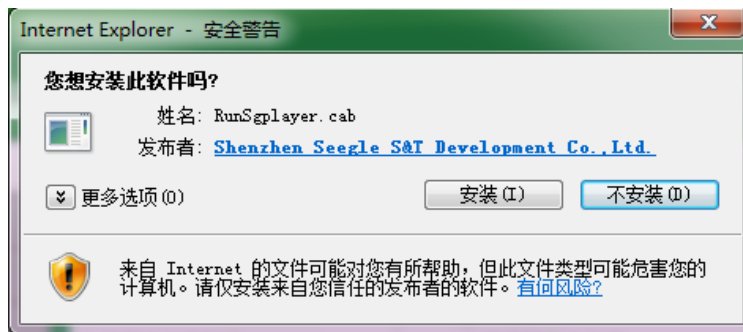 Internet Explorer - 安全警告
您想安装此软件吗?
姓名: RunSgplayer.cab
发布者: Shenzhen Seegle S&T Development Co.,Ltd.
更多选项(O)
安装(I)
不安装(D)
来自 Internet 的文件可能对您有所帮助，但此文件类型可能危害您的
计算机。请仅安装来自您信任的发布者的软件。有何风险?